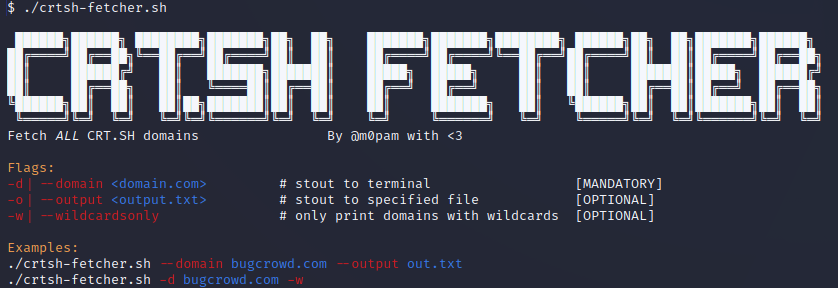 $ ./crtsh-fetcher.sh
CRT.SH FETCHER
Fetch ALL CRT.SH domains By @m0pam with <3
Flags:
-d| --domain <domain.com> # stout to terminal [MANDATORY]
-o| --output <output.txt> # stout to specified file [OPTIONAL]
-w| --wildcardsonly # only print domains with wildcards [OPTIONAL]
Examples:
./crtsh-fetcher.sh --domain bugcrowd.com --output out.txt
./crtsh-fetcher.sh -d bugcrowd.com -w